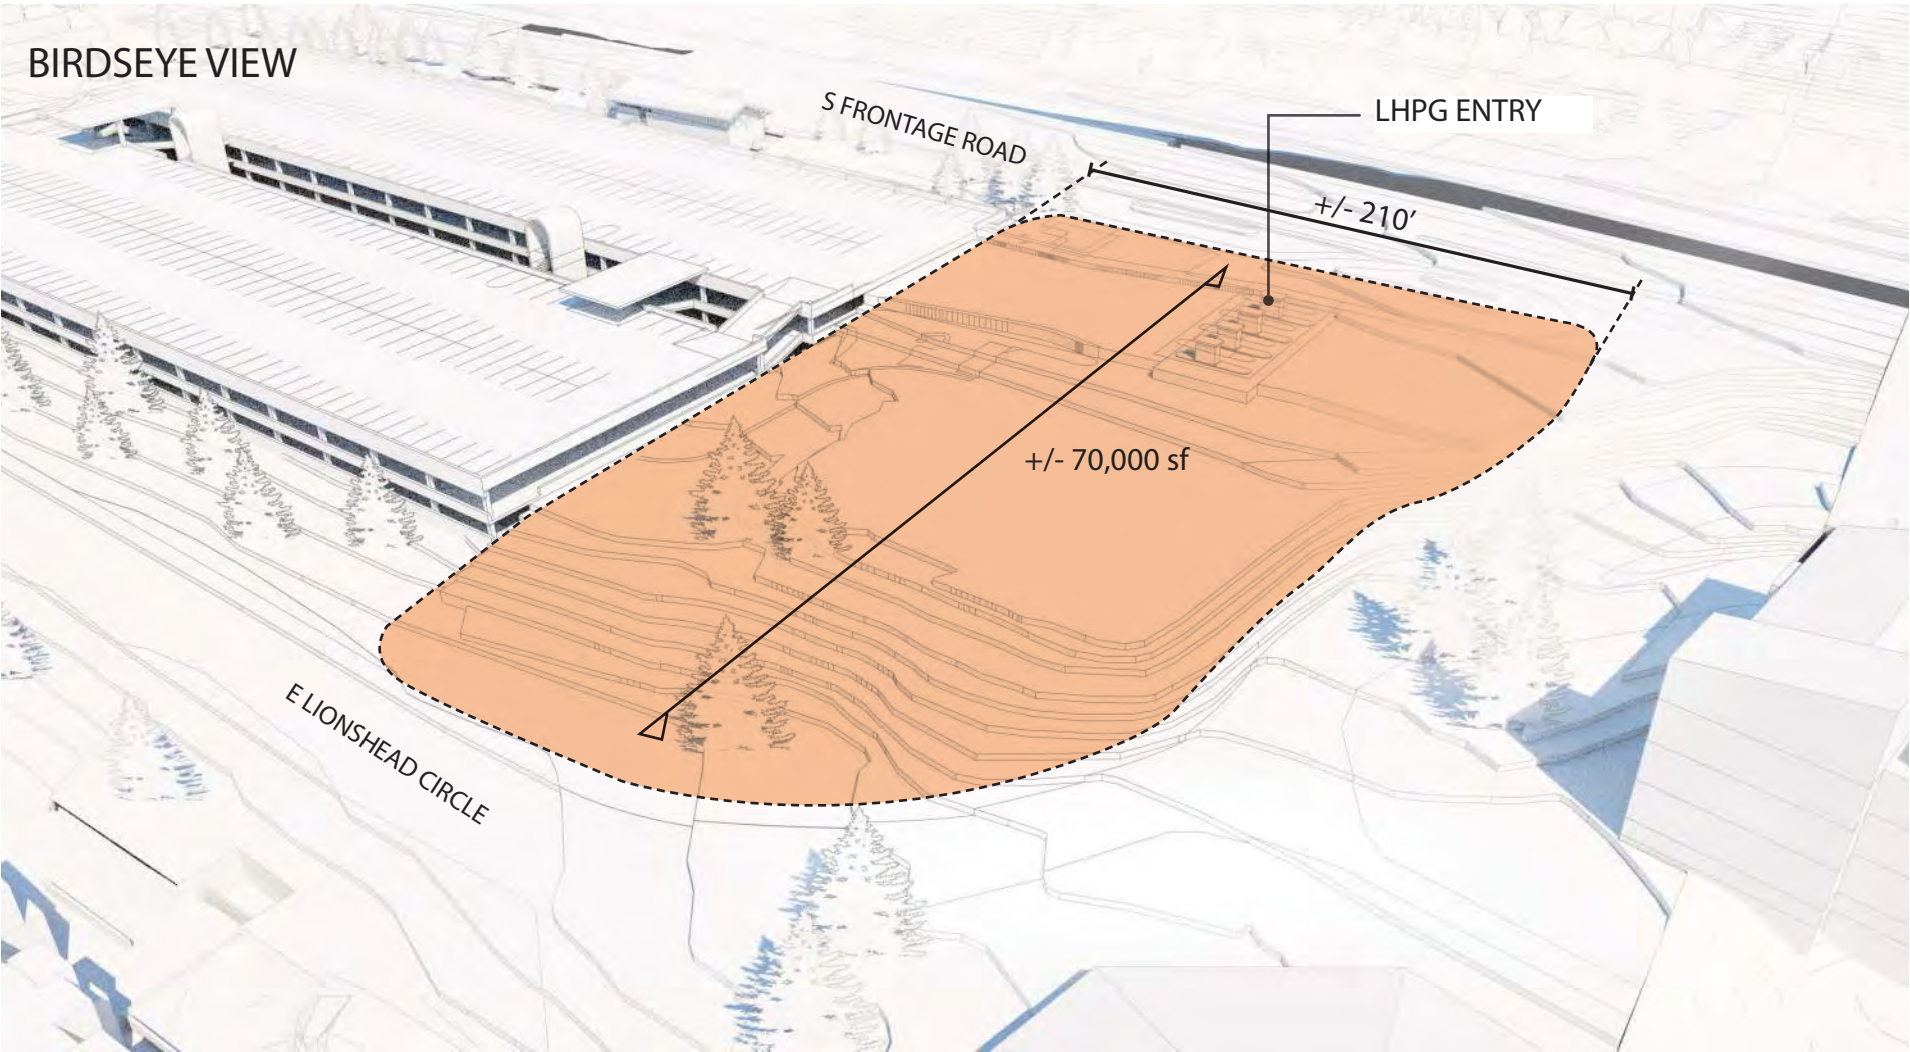 BIRDSEYE VIEW
S FRONTAGE ROAD
LHPG ENTRY
+/- 210'
+/- 70,000 sf
E LIONSHEAD CIRCLE